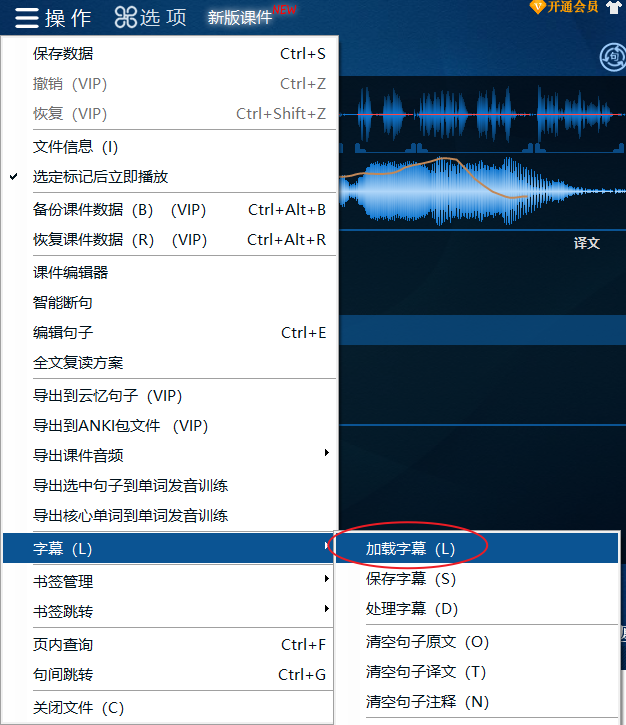 操 作 选 项 新版课件 NEW 开通会员
句
保存数据 Ctrl+S
撤销（VIP） Ctrl+Z
恢复（VIP） Ctrl+Shift+Z
文件信息（I）
选定标记后立即播放
备份课件数据（B）（VIP） Ctrl+Alt+B
恢复课件数据（R）（VIP） Ctrl+Alt+R
译文
课件编辑器
智能断句
编辑句子 Ctrl+E
全文复读方案
导出到云忆句子（VIP）
导出到ANKI包文件 （VIP）
导出课件音频
导出选中句子到单词发音训练
导出核心单词到单词发音训练
字幕（L） 加载字幕（L）
书签管理 保存字幕（S）
书签跳转 处理字幕（D）
页内查询 Ctrl+F 清空句子原文（O）
句间跳转 Ctrl+G 清空句子译文（T）
关闭文件（C） 清空句子注释（N）